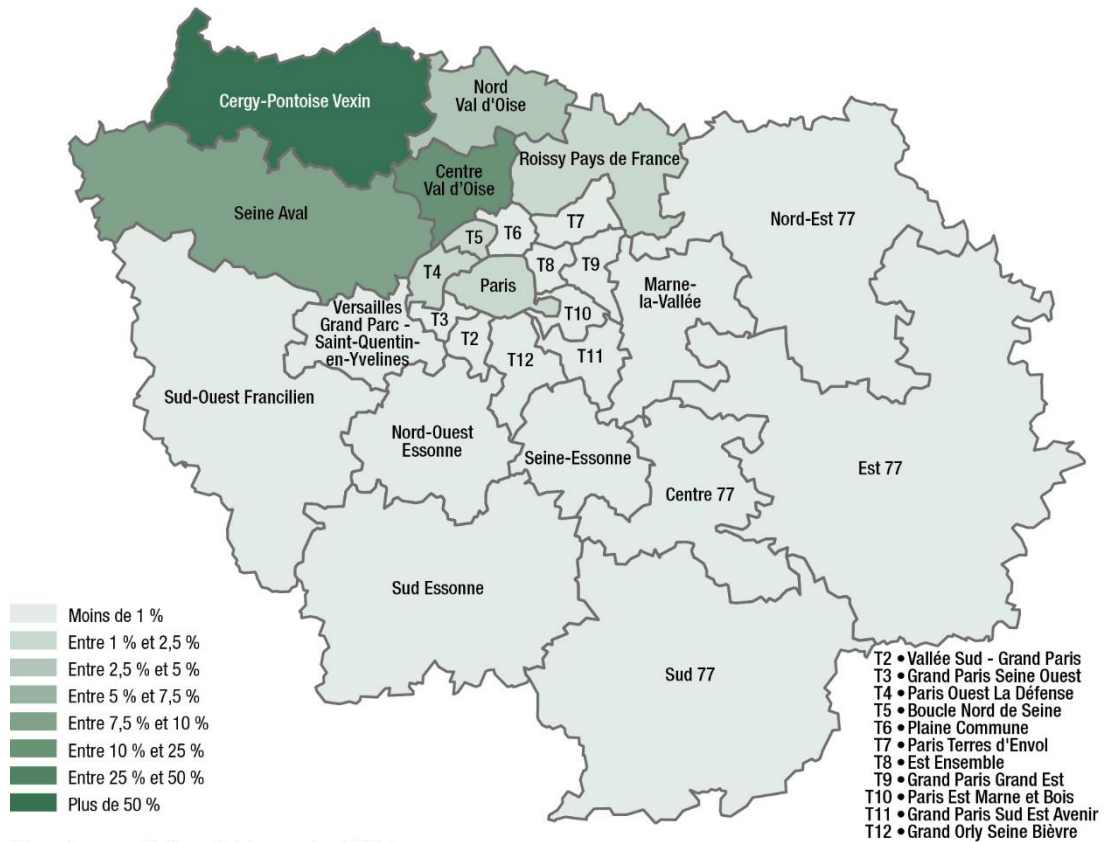 Cergy-Pontoise Vexin
Nord
Val d'Oise
Centre
Val d'Oise
Roissy Pays de France
Seine Aval
Nord-Est 77
T5
T6
T7
T4
T8
T9
Paris
Marne-
la-Vallée
T3
T10
T2
T12
T11
Versailles
Grand Parc -
Saint-Quentin-
en-Yvelines
Sud-Ouest Francilien
Nord-Ouest
Essonne
Seine-Essonne
Centre 77
Est 77
Sud Essonne
Sud 77
Moins de 1 %
Entre 1 % et 2,5 %
Entre 2,5 % et 5 %
Entre 5 % et 7,5 %
Entre 7,5 % et 10 %
Entre 10 % et 25 %
Entre 25 % et 50 %
Plus de 50 %
T2 • Vallée Sud - Grand Paris
T3 • Grand Paris Seine Ouest
T4 • Paris Ouest La Défense
T5 • Boucle Nord de Seine
T6 • Plaine Commune
T7 • Paris Terres d'Envol
T8 • Est Ensemble
T9 • Grand Paris Grand Est
T10 • Paris Est Marne et Bois
T11 • Grand Paris Sud Est Avenir
T12 • Grand Orly Seine Bièvre